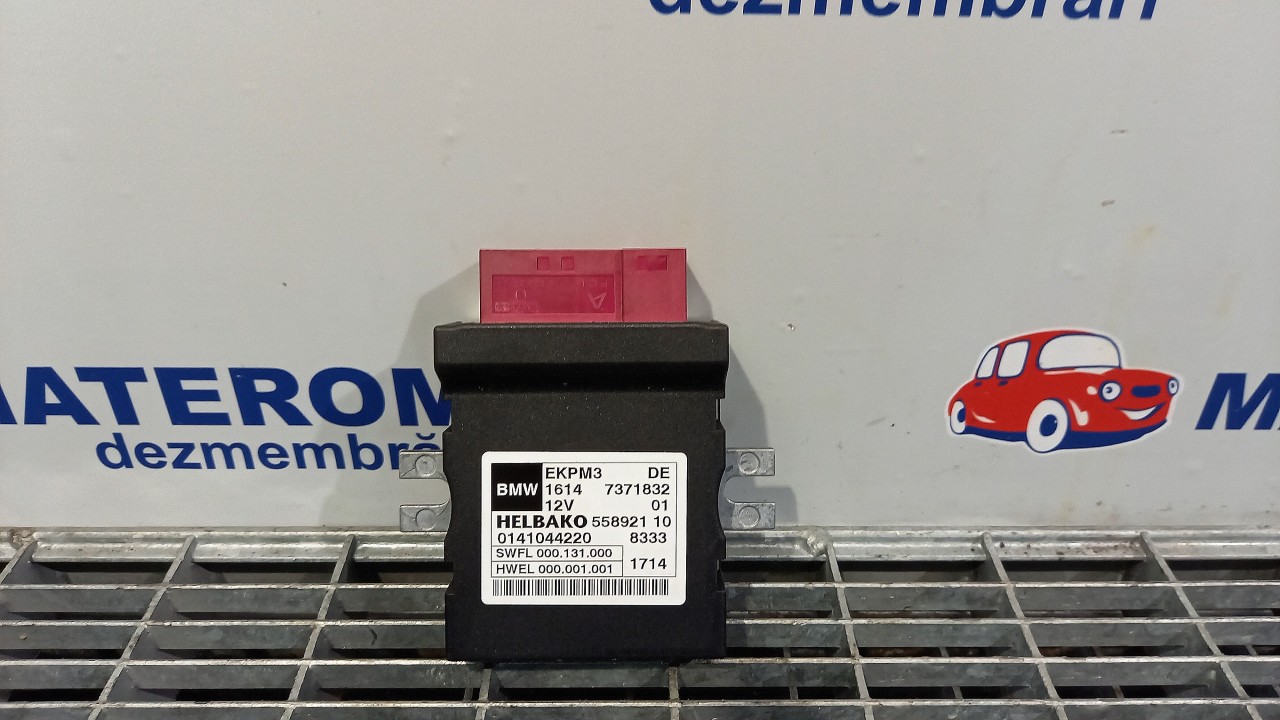 dezmembrări
MATEROM
dezmembră
BMW
EKPM3 DE
1614 7371832
12V 01
HELBAKO 558921 10
0141044220 8333
SWFL 000.131.000
HWEL 000.001.001
1714